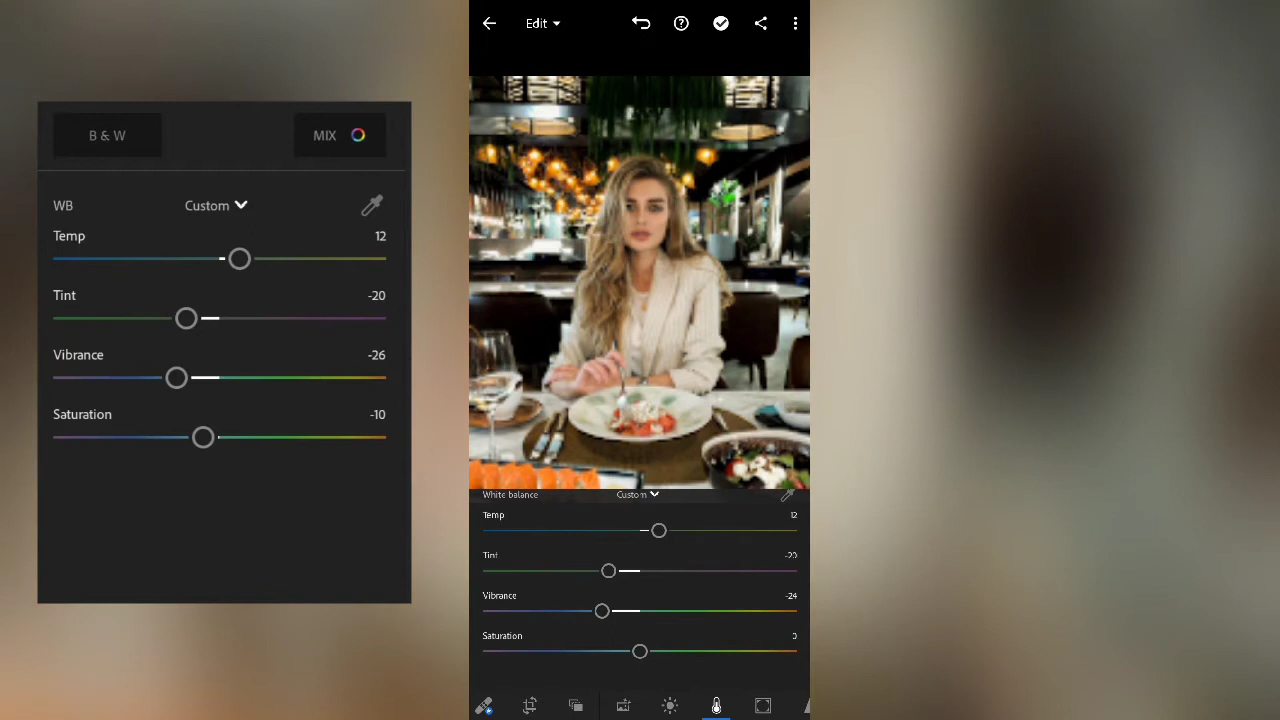 Edit
B & W
MIX
WB Custom
Temp 12
Tint -20
Vibrance -26
Saturation -10
White balance Custom
Temp 12
Tint -20
Vibrance -24
Saturation 0